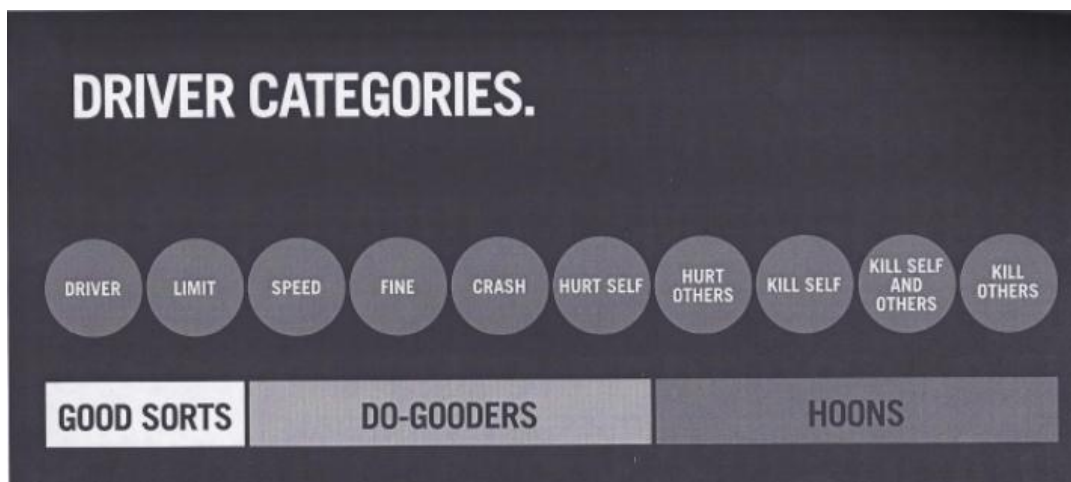 DRIVER CATEGORIES.
DRIVER
LIMIT
SPEED
FINE
CRASH
HURT SELF
HURT
OTHERS
KILL SELF
KILL SELF
AND
OTHERS
KILL
OTHERS
GOOD SORTS
DO-GOODERS
HOONS